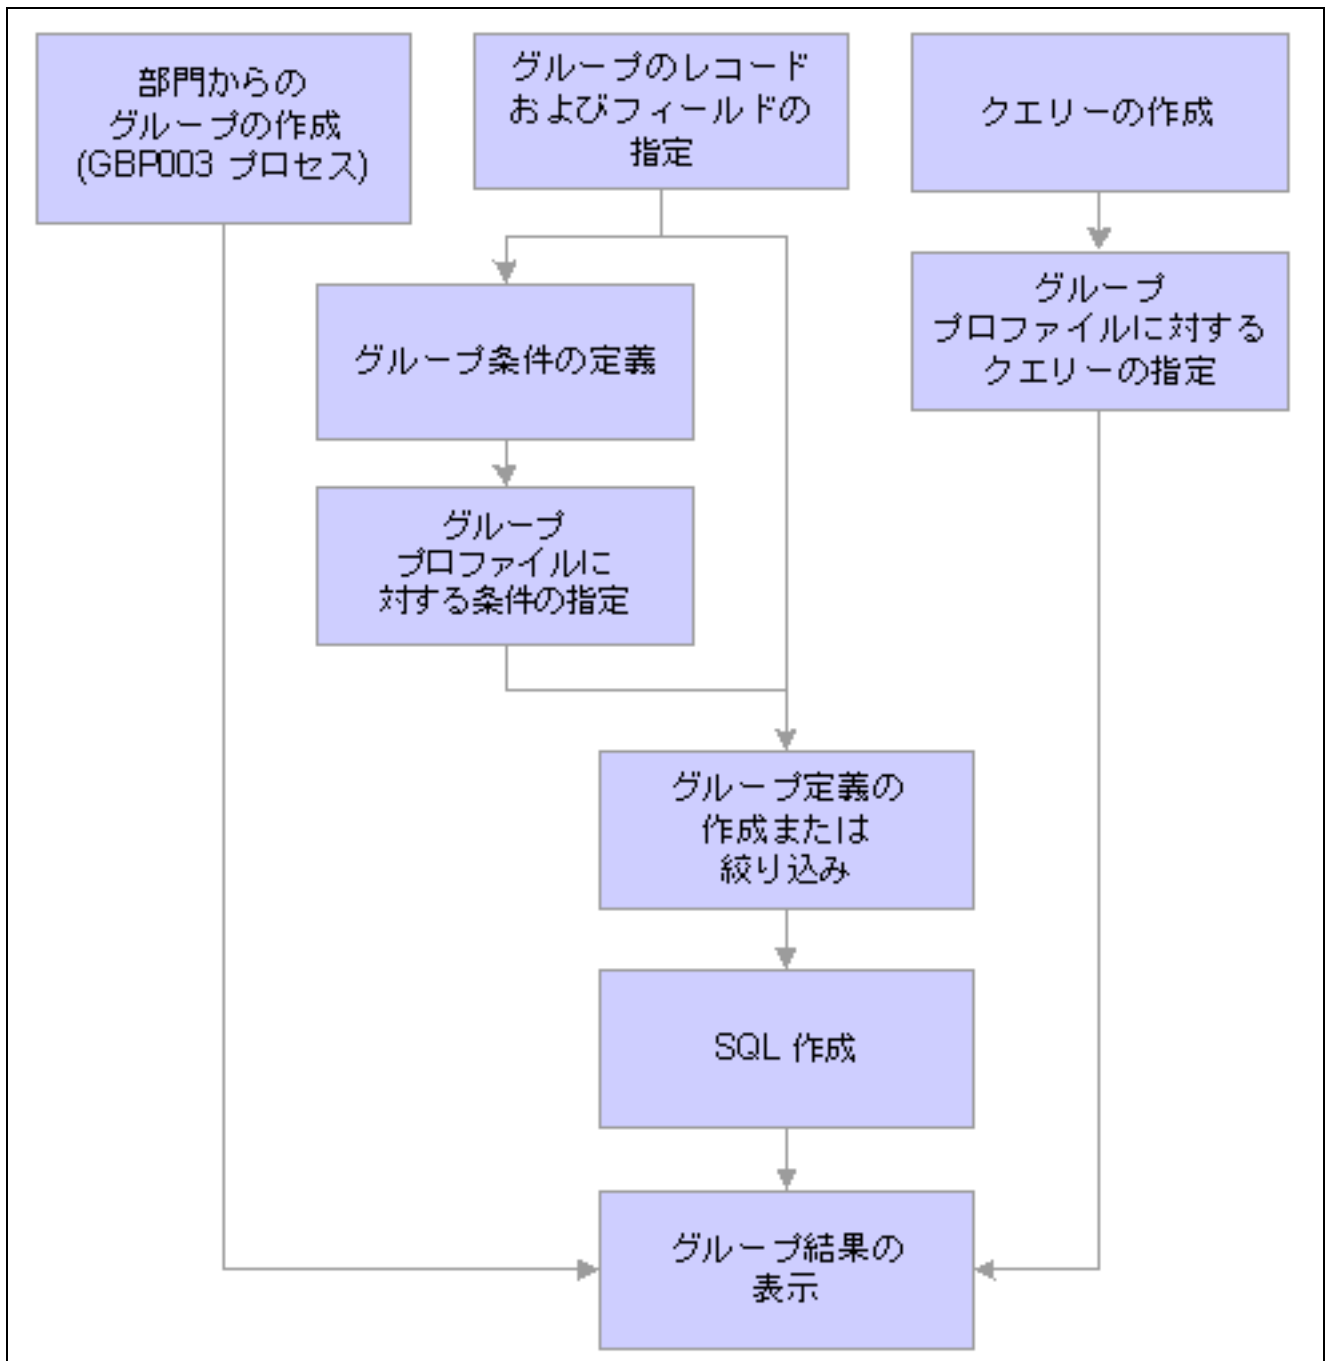 部門からの
グループの作成
(GBP003 プロセス)
グループのレコード
およびフィールドの
指定
クエリーの作成
グループ
プロファイルに対する
クエリーの指定
グループ条件の定義
グループ
プロファイルに
対する条件の指定
グループ定義の
作成または
絞り込み
SQL 作成
グループ結果の
表示